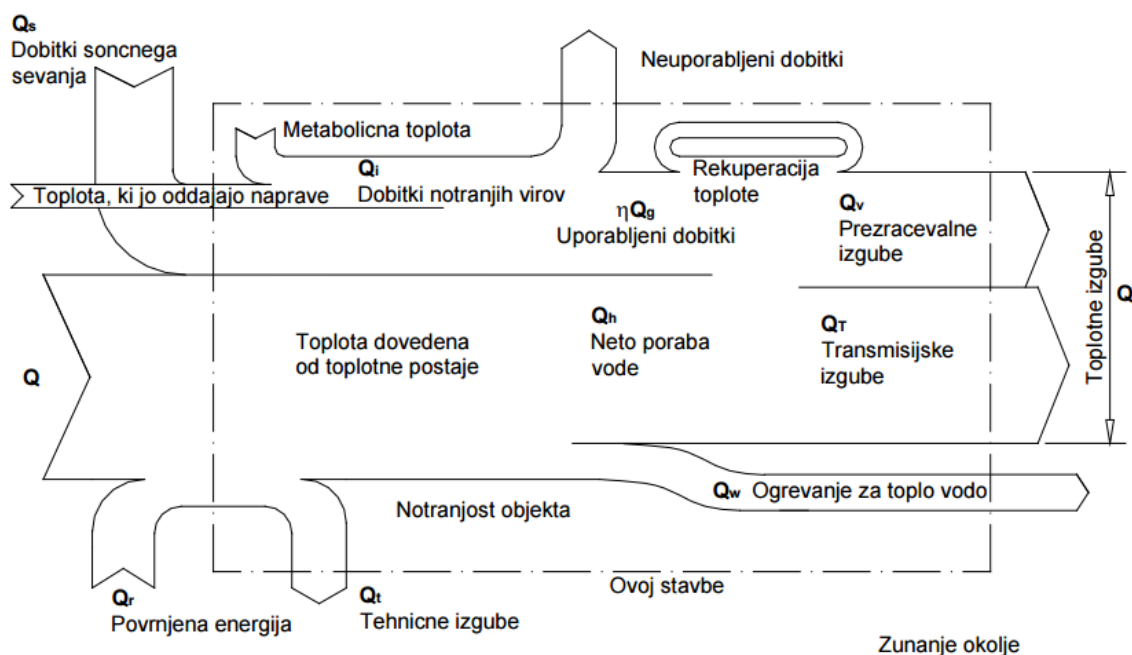 Qs
Dobitki soncnega
sevanja
Neuporabljeni dobitki
Metabolicna toplota
Qi
Dobitki notranjih virov
Toplota, ki jo oddajajo naprave
Rekuperacija
toplote
ηQg
Uporabljeni dobitki
Qv
Prezracevalne
izgube
Toplotne izgube
Q
Q
Toplota dovedena
od toplotne postaje
Qh
Neto poraba
vode
QT
Transmisijske
izgube
Qw Ogrevanje za toplo vodo
Notranjost objekta
Ovoj stavbe
Qr
Povrnjena energija
Qt
Tehnicne izgube
Zunanje okolje